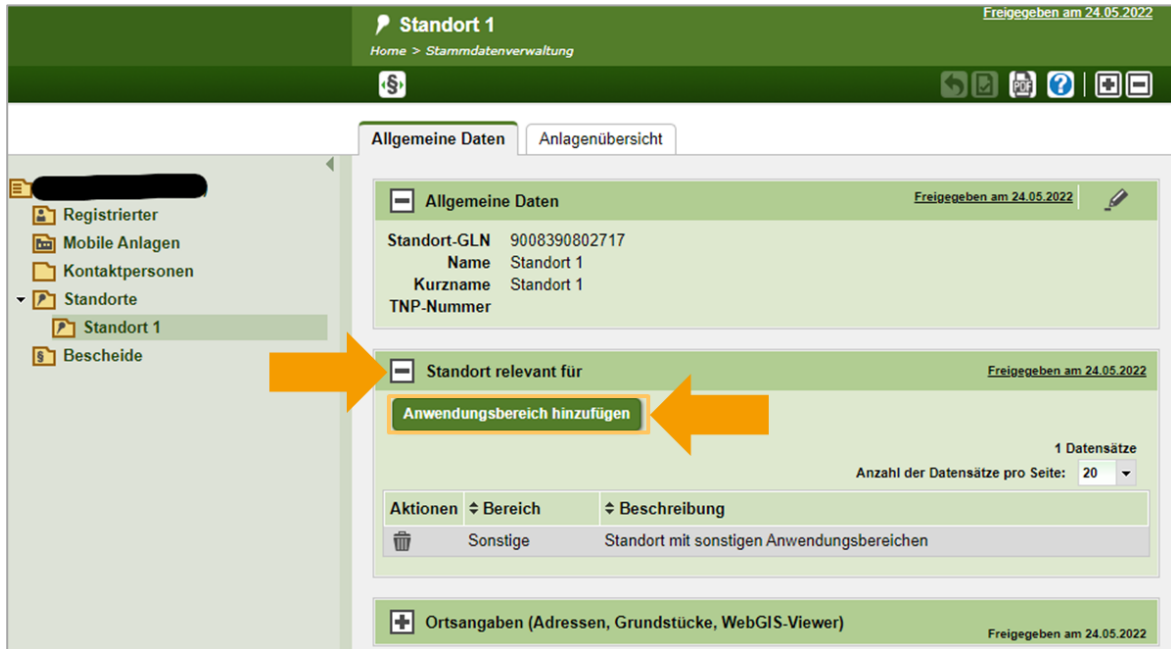 Standort 1
Freigegeben am 24.05.2022
Home > Stammdatenverwaltung
§
PDF ?
Allgemeine Daten
Anlagenübersicht
Registrierter
Mobile Anlagen
Kontaktpersonen
Standorte
Standort 1
§ Bescheide
Allgemeine Daten
Freigegeben am 24.05.2022
Standort-GLN 9008390802717
Name Standort 1
Kurzname Standort 1
TNP-Nummer
Standort relevant für
Freigegeben am 24.05.2022
Anwendungsbereich hinzufügen
1 Datensätze
Anzahl der Datensätze pro Seite: 20
Aktionen Bereich Beschreibung
Sonstige Standort mit sonstigen Anwendungsbereichen
Ortsangaben (Adressen, Grundstücke, WebGIS-Viewer)
Freigegeben am 24.05.2022